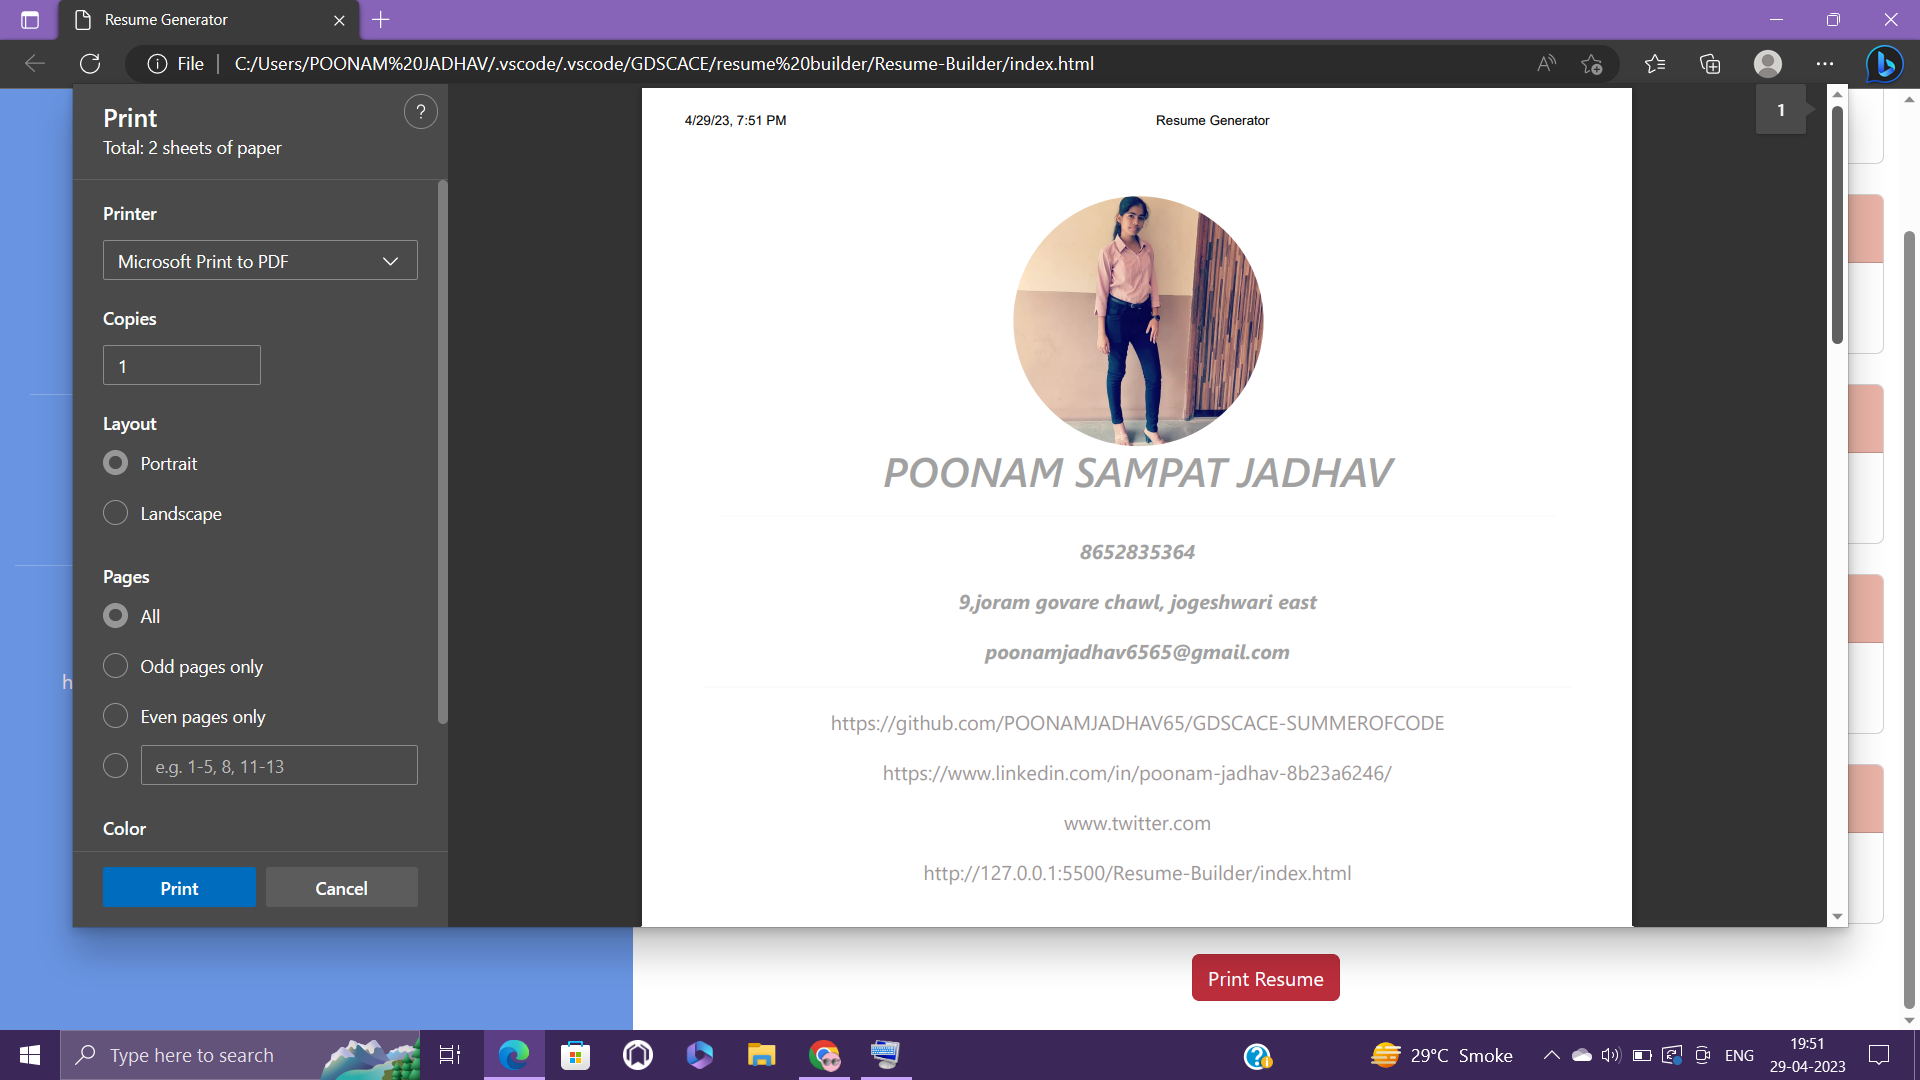 Resume Generator
File
C:/Users/POONAM%20JADHAV/.vscode/.vscode/GDSCACE/resume%20builder/Resume-Builder/index.html
Print
?
Total: 2 sheets of paper
Printer
Microsoft Print to PDF
Copies
1
Layout
Portrait
Landscape
Pages
All
Odd pages only
Even pages only
e.g. 1-5, 8, 11-13
Color
Print
Cancel
h
4/29/23, 7:51 PM
Resume Generator
1
POONAM SAMPAT JADHAV
8652835364
9,joram govare chawl, jogeshwari east
poonamjadhav6565@gmail.com
https://github.com/POONAMJADHAV65/GDSCACE-SUMMEROFCODE
https://www.linkedin.com/in/poonam-jadhav-8b23a6246/
www.twitter.com
http://127.0.0.1:5500/Resume-Builder/index.html
Print Resume
Type here to search
29°C Smoke
ENG
19:51
29-04-2023